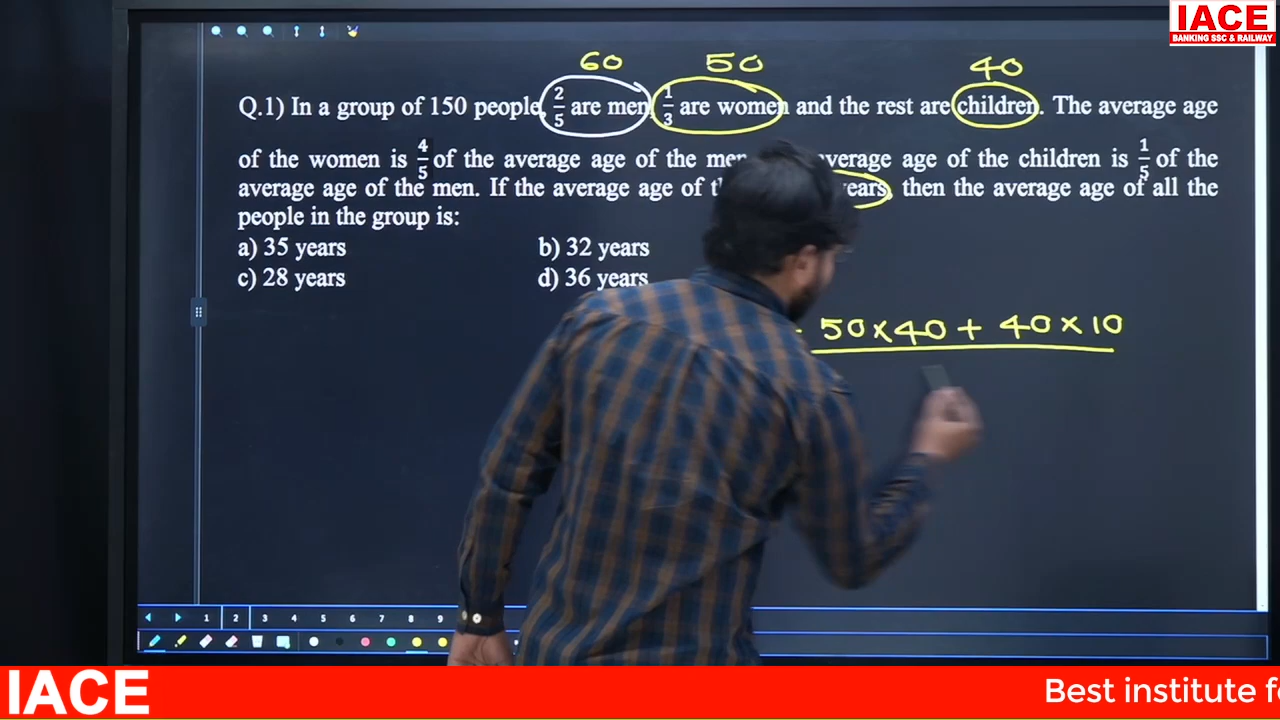 IACE
BANKING SSC & RAILWAY
60 50 40
Q.1) In a group of 150 people, 2/5 are men, 1/3 are women and the rest are children. The average age
of the women is 4/5 of the average age of the men average age of the children is 1/5 of the
average age of the men. If the average age of years, then the average age of all the
people in the group is:
a) 35 years b) 32 years
c) 28 years d) 36 years
50×40 + 40×10
1 2 3 4 5 6 7 8 9
IACE
Best institute